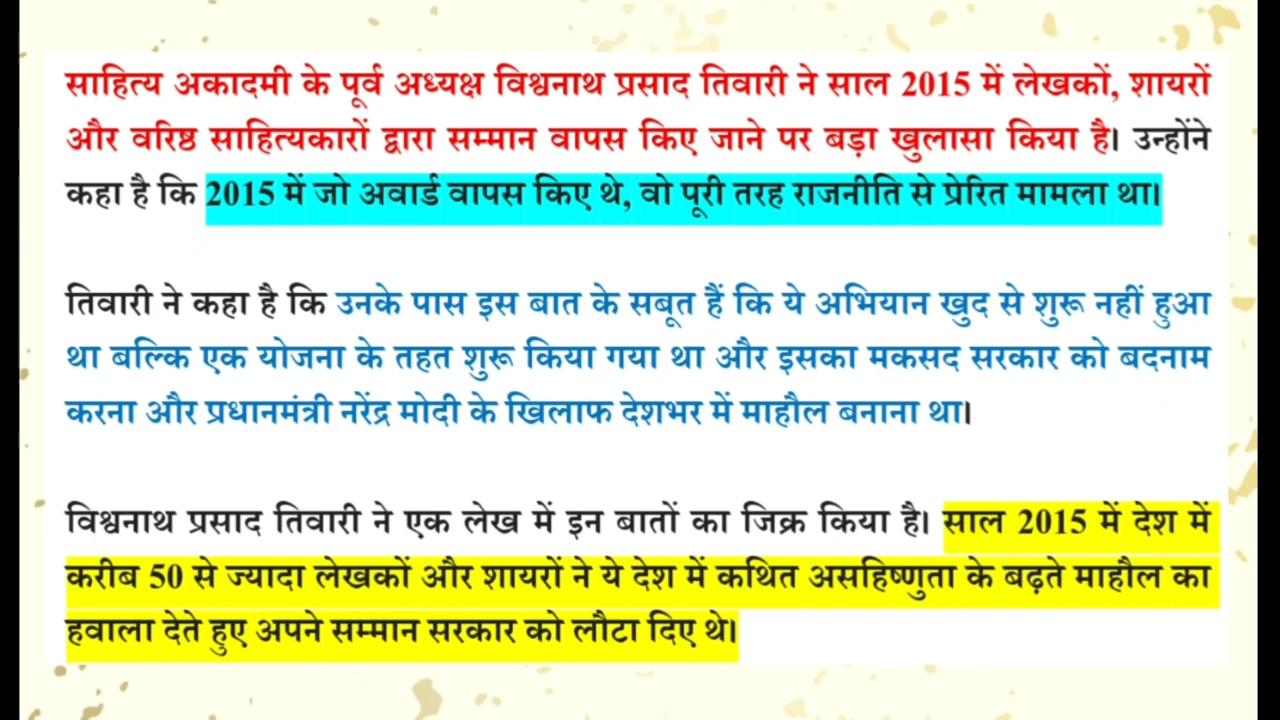 साहित्य अकादमी के पूर्व अध्यक्ष विश्वनाथ प्रसाद तिवारी ने साल 2015 में लेखकों, शायरों
और वरिष्ठ साहित्यकारों द्वारा सम्मान वापस किए जाने पर बड़ा खुलासा किया है। उन्होंने
कहा है कि 2015 में जो अवार्ड वापस किए थे, वो पूरी तरह राजनीति से प्रेरित मामला था।
तिवारी ने कहा है कि उनके पास इस बात के सबूत हैं कि ये अभियान खुद से शुरू नहीं हुआ
था बल्कि एक योजना के तहत शुरू किया गया था और इसका मकसद सरकार को बदनाम
करना और प्रधानमंत्री नरेंद्र मोदी के खिलाफ देशभर में माहौल बनाना था।
विश्वनाथ प्रसाद तिवारी ने एक लेख में इन बातों का जिक्र किया है। साल 2015 में देश में
करीब 50 से ज्यादा लेखकों और शायरों ने ये देश में कथित असहिष्णुता के बढ़ते माहौल का
हवाला देते हुए अपने सम्मान सरकार को लौटा दिए थे।